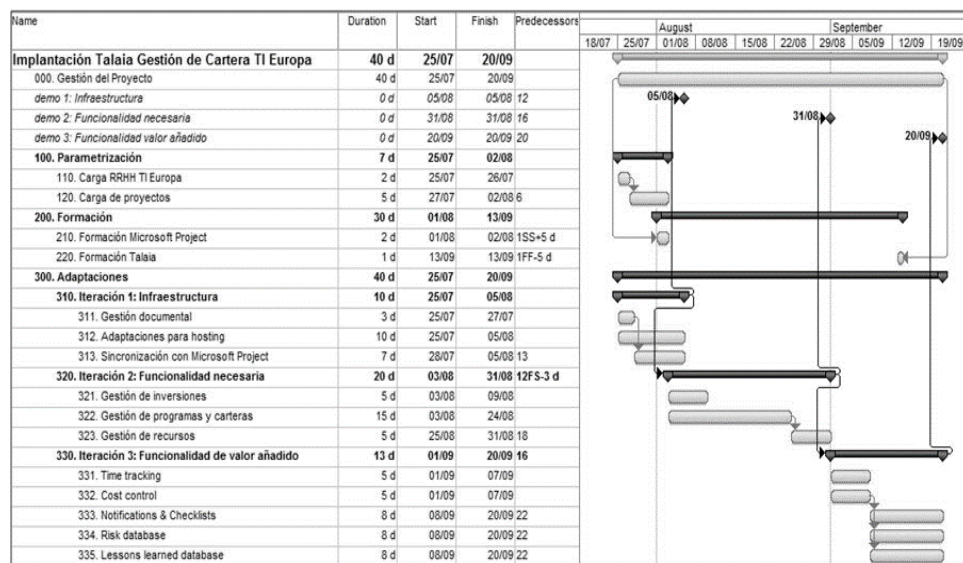 Name Duration Start Finish Predecessors
August September
18/07 25/07 01/08 08/08 15/08 22/08 29/08 05/09 12/09 19/09
Implantación Talaia Gestión de Cartera TI Europa 40 d 25/07 20/09
000. Gestión del Proyecto 40 d 25/07 20/09
demo 1: Infraestructura 0 d 05/08 05/08 12 05/08
demo 2: Funcionalidad necesaria 0 d 31/08 31/08 16 31/08
demo 3: Funcionalidad valor añadido 0 d 20/09 20/09 20 20/09
100. Parametrización 7 d 25/07 02/08
110. Carga RRHH TI Europa 2 d 25/07 26/07
120. Carga de proyectos 5 d 27/07 02/08 6
200. Formación 30 d 01/08 13/09
210. Formación Microsoft Project 2 d 01/08 02/08 1SS+5 d
220. Formación Talaia 1 d 13/09 13/09 1FF-5 d
300. Adaptaciones 40 d 25/07 20/09
310. Iteración 1: Infraestructura 10 d 25/07 05/08
311. Gestión documental 3 d 25/07 27/07
312. Adaptaciones para hosting 10 d 25/07 05/08
313. Sincronización con Microsoft Project 7 d 28/07 05/08 13
320. Iteración 2: Funcionalidad necesaria 20 d 03/08 31/08 12FS-3 d
321. Gestión de inversiones 5 d 03/08 09/08
322. Gestión de programas y carteras 15 d 03/08 24/08
323. Gestión de recursos 5 d 25/08 31/08 18
330. Iteración 3: Funcionalidad de valor añadido 13 d 01/09 20/09 16
331. Time tracking 5 d 01/09 07/09
332. Cost control 5 d 01/09 07/09
333. Notifications & Checklists 8 d 08/09 20/09 22
334. Risk database 8 d 08/09 20/09 22
335. Lessons learned database 8 d 08/09 20/09 22